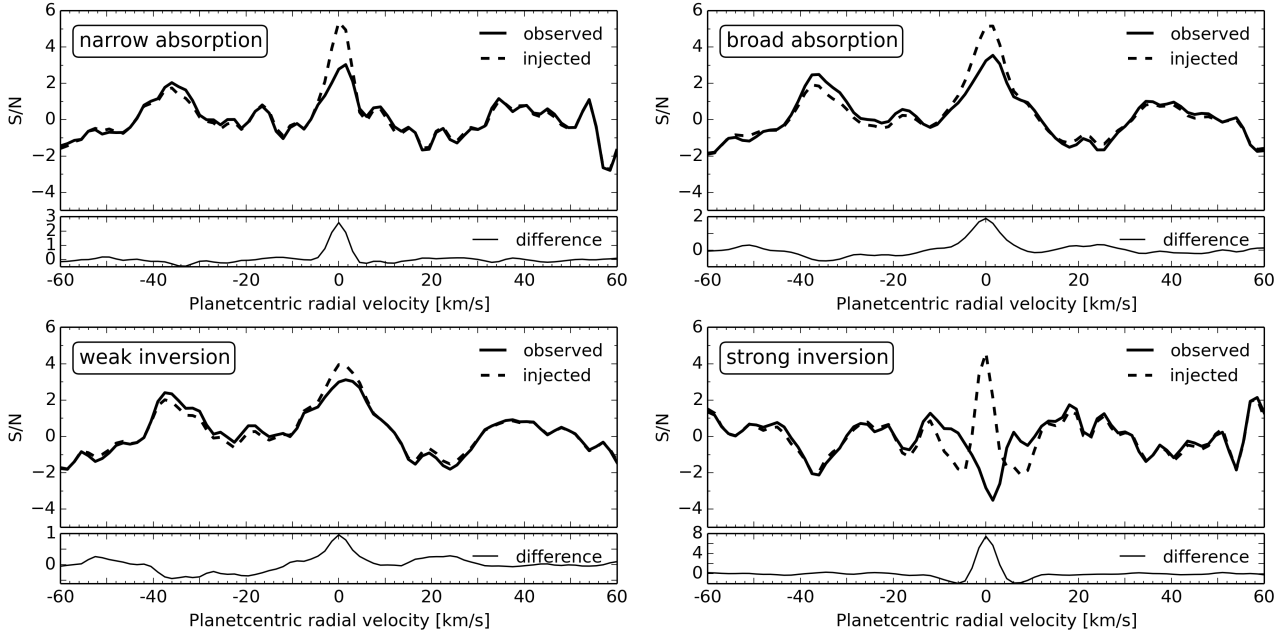 narrow absorption
observed
injected
S/N
6
4
2
0
−2
−4
3
2
1
0
difference
-60 -40 -20 0 20 40 60
Planetcentric radial velocity [km/s]
broad absorption
observed
injected
S/N
6
4
2
0
−2
−4
2
0
difference
-60 -40 -20 0 20 40 60
Planetcentric radial velocity [km/s]
weak inversion
observed
injected
S/N
6
4
2
0
−2
−4
1
0
difference
-60 -40 -20 0 20 40 60
Planetcentric radial velocity [km/s]
strong inversion
observed
injected
S/N
6
4
2
0
−2
−4
8
4
0
difference
-60 -40 -20 0 20 40 60
Planetcentric radial velocity [km/s]